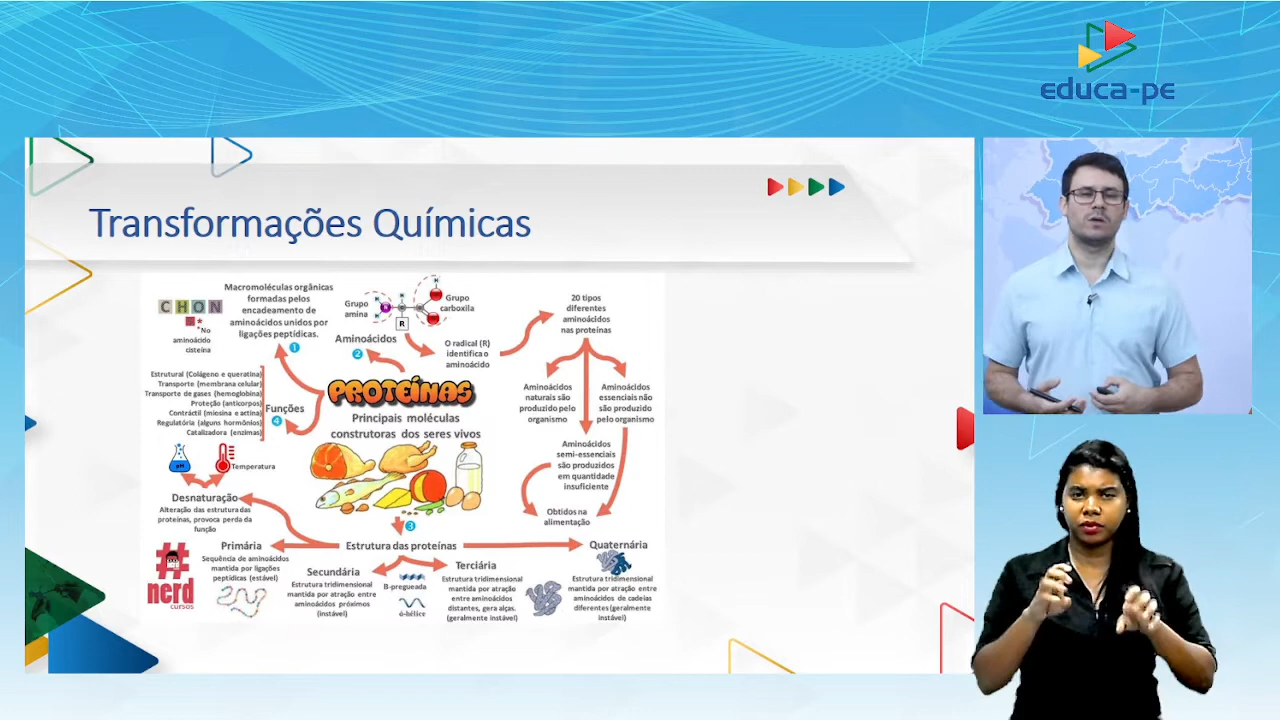 educa-pe
Transformações Químicas
CHON
S*
*No
aminoácido
cisteína
Macromoléculas orgânicas
formadas pelos
encadeamento de
aminoácidos unidos por
ligações peptídicas.
1
Grupo
amina
H
H
N
H
C
R
C
H
Grupo
carboxila
Aminoácidos
2
O radical (R)
identifica o
aminoácido
20 tipos
diferentes
aminoácidos
nas proteínas
Aminoácidos
naturais são
produzido pelo
organismo
Aminoácidos
essenciais não
são produzido
pelo organismo
Aminoácidos
semi-essenciais
são produzidos
em quantidade
insuficiente
Obtidos na
alimentação
PROTEÍNAS
Principais moléculas
construtoras dos seres vivos
Funções
4
Estrutural (Colágeno e queratina)
Transporte (membrana celular)
Transporte de gases (hemoglobina)
Proteção (anticorpos)
Contráctil (miesina e actina)
Regulatória (alguns hormônios)
Catalizadora (enzimas)
pH
Temperatura
Desnaturação
Alteração das estrutura das
proteínas, provoca perda da
função
3
Estrutura das proteínas
Primária
Sequência de aminoácidos
mantida por ligações
peptídicas (estável)
Secundária
Estrutura tridimensional
mantida por atração entre
aminoácidos próximos
(instável)
B-pregueada
α-hélice
Terciária
Estrutura tridimensional
mantida por atração
entre aminoácidos
distantes, gera alças.
(geralmente instável)
Quaternária
Estrutura tridimensional
mantida por atração entre
aminoácidos de cadeias
diferentes (geralmente
instável)
#
nerd
cursos